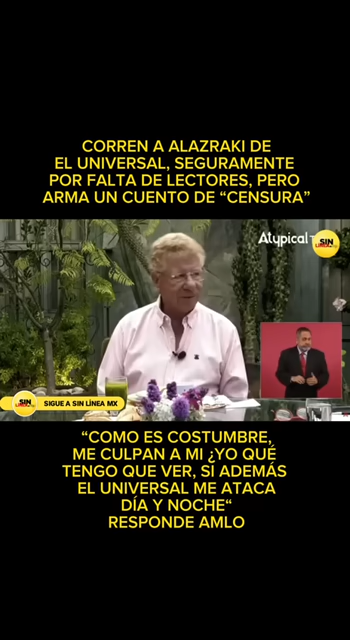 CORREN A ALAZRAKI DE
EL UNIVERSAL, SEGURAMENTE
POR FALTA DE LECTORES, PERO
ARMA UN CUENTO DE “CENSURA”
Atypical
SIN
LINEA
SIN
LINEA
SIGUE A SIN LÍNEA MX
“COMO ES COSTUMBRE,
ME CULPAN A MI ¿YO QUÉ
TENGO QUE VER, SI ADEMÁS
EL UNIVERSAL ME ATACA
DÍA Y NOCHE“
RESPONDE AMLO